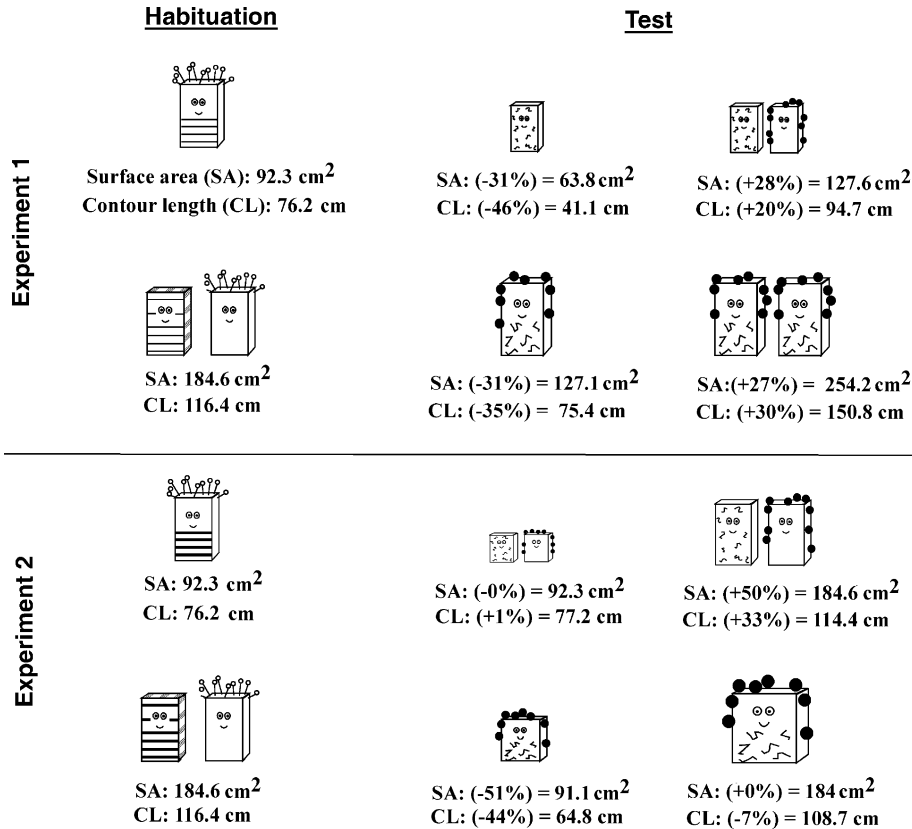 Habituation
Test
Experiment 1
Surface area (SA): 92.3 cm2
Contour length (CL): 76.2 cm
SA: (-31%) = 63.8 cm2
CL: (-46%) = 41.1 cm
SA: (+28%) = 127.6 cm2
CL: (+20%) = 94.7 cm
SA: 184.6 cm2
CL: 116.4 cm
SA: (-31%) = 127.1 cm2
CL: (-35%) = 75.4 cm
SA:(+27%) = 254.2 cm2
CL: (+30%) = 150.8 cm
Experiment 2
SA: 92.3 cm2
CL: 76.2 cm
SA: (-0%) = 92.3 cm2
CL: (+1%) = 77.2 cm
SA: (+50%) = 184.6 cm2
CL: (+33%) = 114.4 cm
SA: 184.6 cm2
CL: 116.4 cm
SA: (-51%) = 91.1 cm2
CL: (-44%) = 64.8 cm
SA: (+0%) = 184 cm2
CL: (-7%) = 108.7 cm